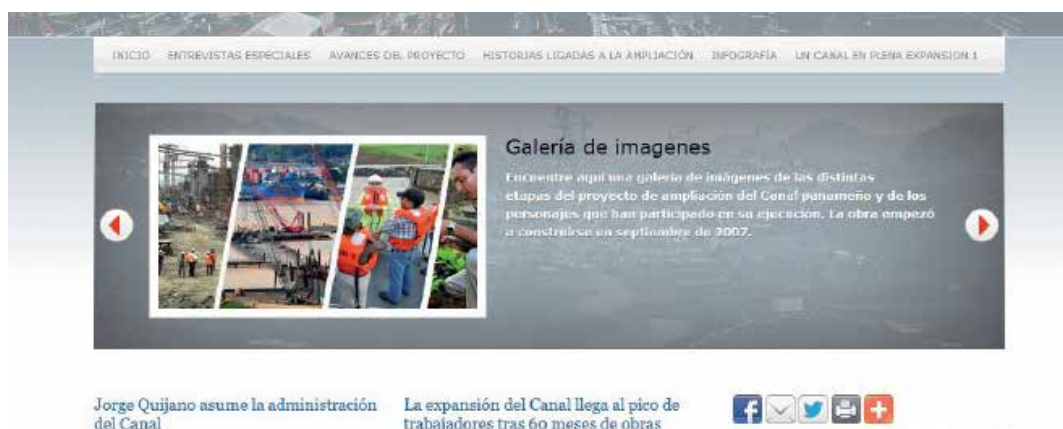 INICIO ENTREVISTAS ESPECIALES AVANCES DEL PROYECTO HISTORIAS LIGADAS A LA AMPLIACIÓN INFOGRAFÍA UN CANAL EN PLENA EXPANSION 1
Galería de imagenes
Encuentre aquí una galería de imágenes de las distintas
etapas del proyecto de ampliación del Canal panameño y de los
personajes que han participado en su ejecución. La obra empezó
a construirse en septiembre de 2007.
Jorge Quijano asume la administración
del Canal
La expansión del Canal llega al pico de
trabajadores tras 60 meses de obras